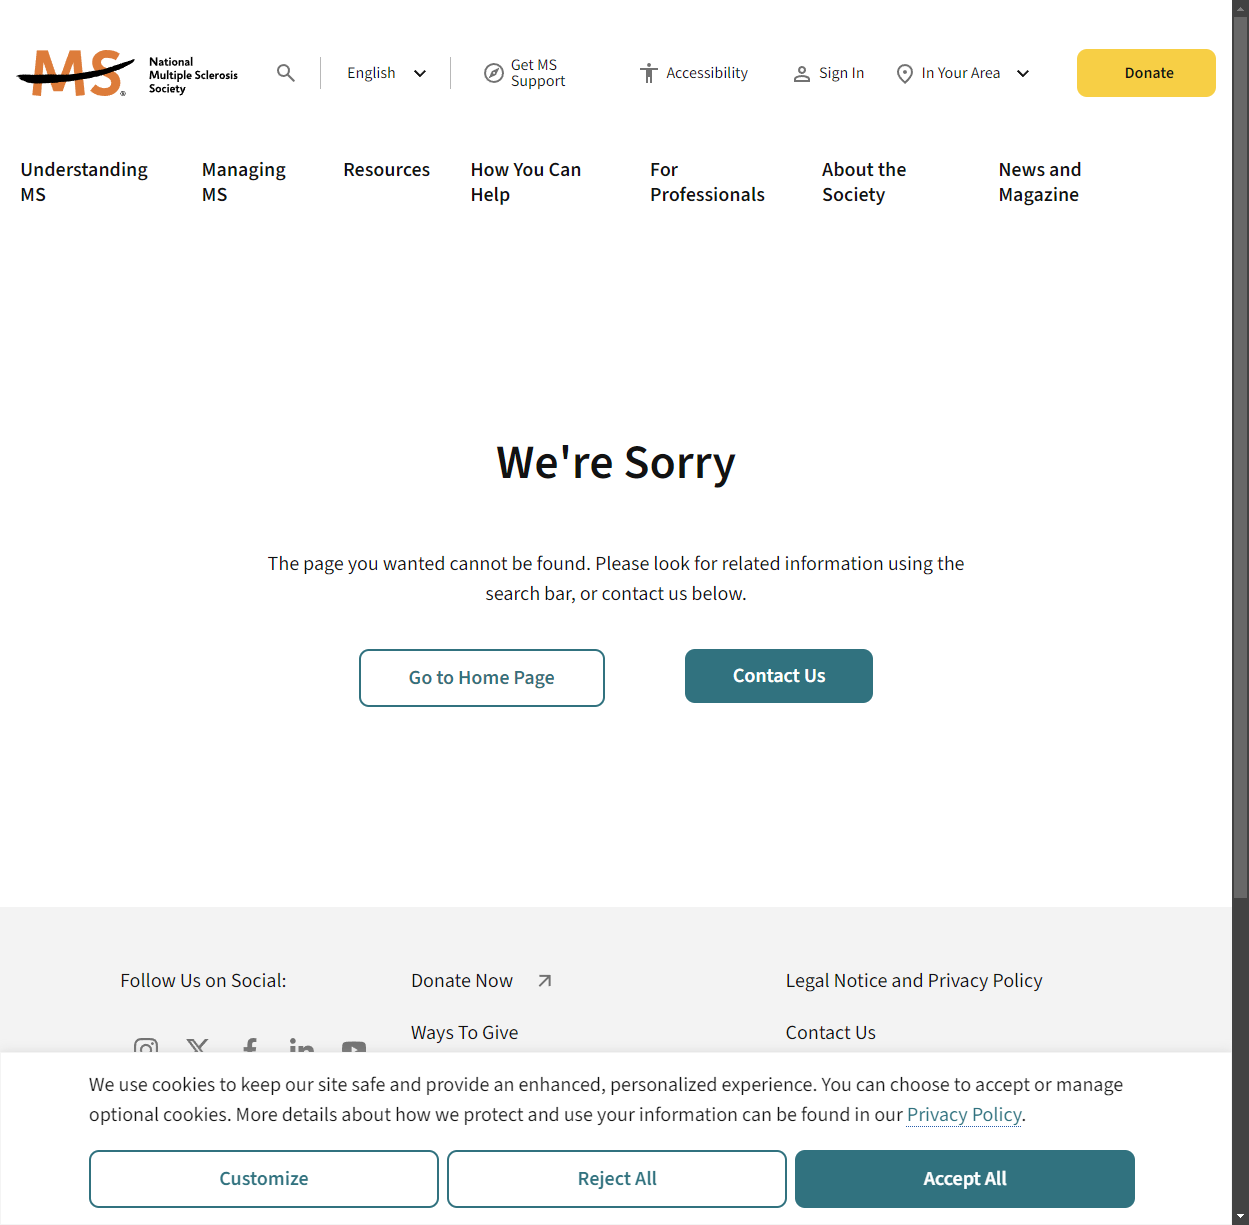 MS
National
Multiple Sclerosis
Society
English
Get MS
Support
Accessibility
Sign In
In Your Area
Donate
Understanding
MS
Managing
MS
Resources
How You Can
Help
For
Professionals
About the
Society
News and
Magazine
We're Sorry
The page you wanted cannot be found. Please look for related information using the
search bar, or contact us below.
Go to Home Page
Contact Us
Follow Us on Social:
Donate Now
Ways To Give
Legal Notice and Privacy Policy
Contact Us
We use cookies to keep our site safe and provide an enhanced, personalized experience. You can choose to accept or manage
optional cookies. More details about how we protect and use your information can be found in our Privacy Policy.
Customize
Reject All
Accept All